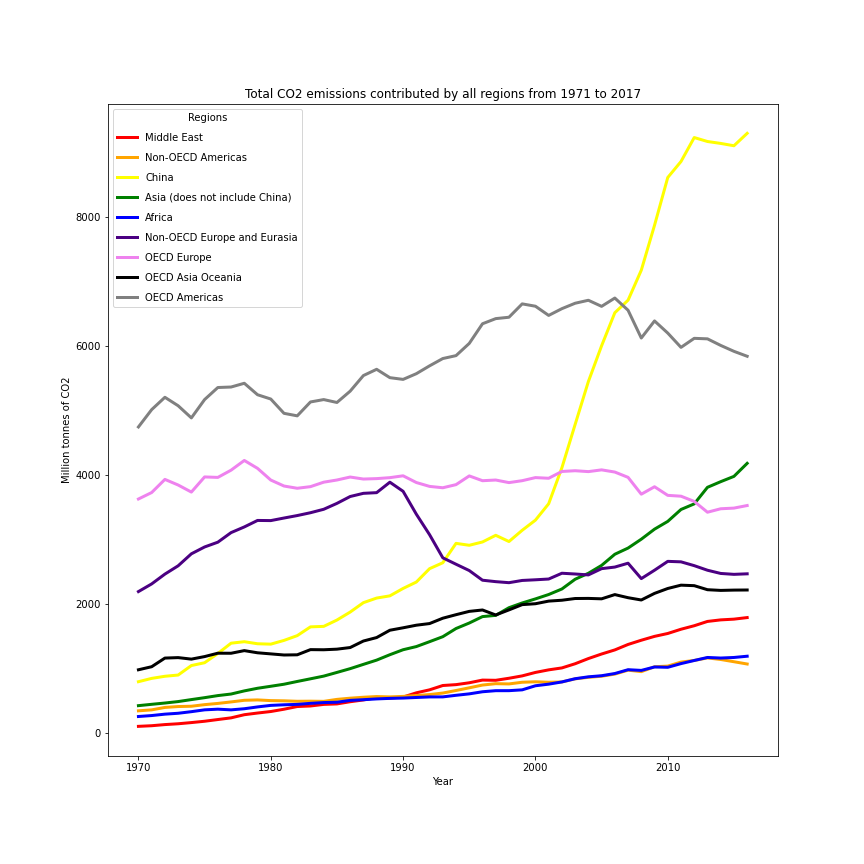 Total CO2 emissions contributed by all regions from 1971 to 2017
Regions
Middle East
Non-OECD Americas
China
Asia (does not include China)
Africa
Non-OECD Europe and Eurasia
OECD Europe
OECD Asia Oceania
OECD Americas
Million tonnes of CO2
8000
6000
4000
2000
0
1970 1980 1990 2000 2010
Year